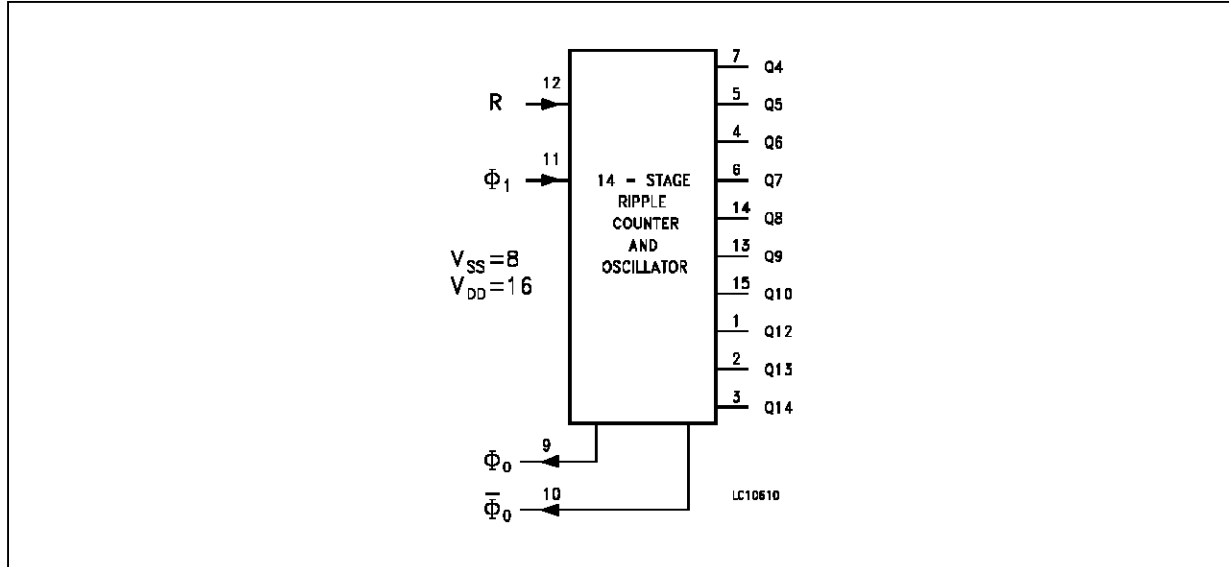 7 Q4
12
R
5 Q5
4 Q6
11
Φ1
6 Q7
14 - STAGE
RIPPLE
COUNTER
AND
OSCILLATOR
14 Q8
13 Q9
VSS=8
VDD=16
15 Q10
1 Q12
2 Q13
3 Q14
9
Φo
10
Φ̅o
LC10610